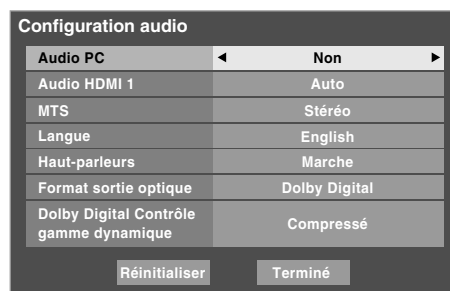 Configuration audio
Audio PC Non
Audio HDMI 1 Auto
MTS Stéréo
Langue English
Haut-parleurs Marche
Format sortie optique Dolby Digital
Dolby Digital Contrôle
gamme dynamique Compressé
Réinitialiser Terminé